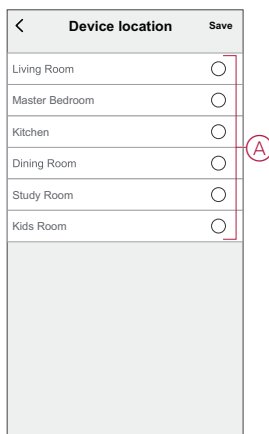 Device location Save
Living Room
Master Bedroom
Kitchen
Dining Room
Study Room
Kids Room
A